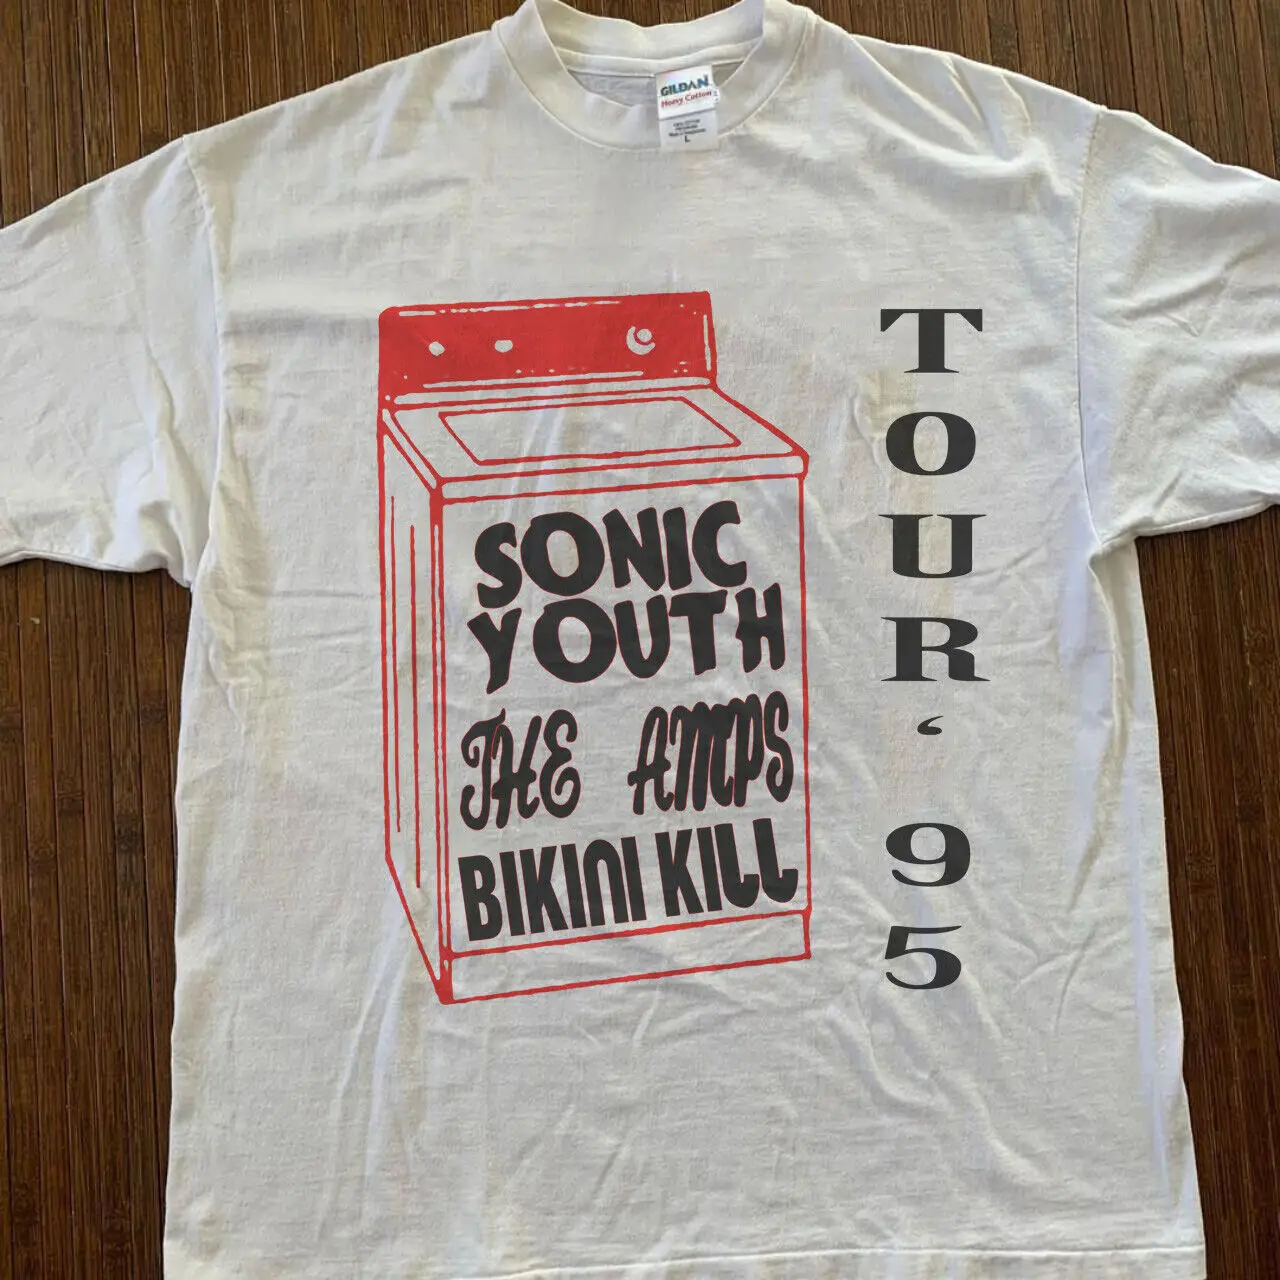 GILDAN
Heavy Cotton
L
SONIC
YOUTH
THE AMPS
BIKINI KILL
TOUR ‘95